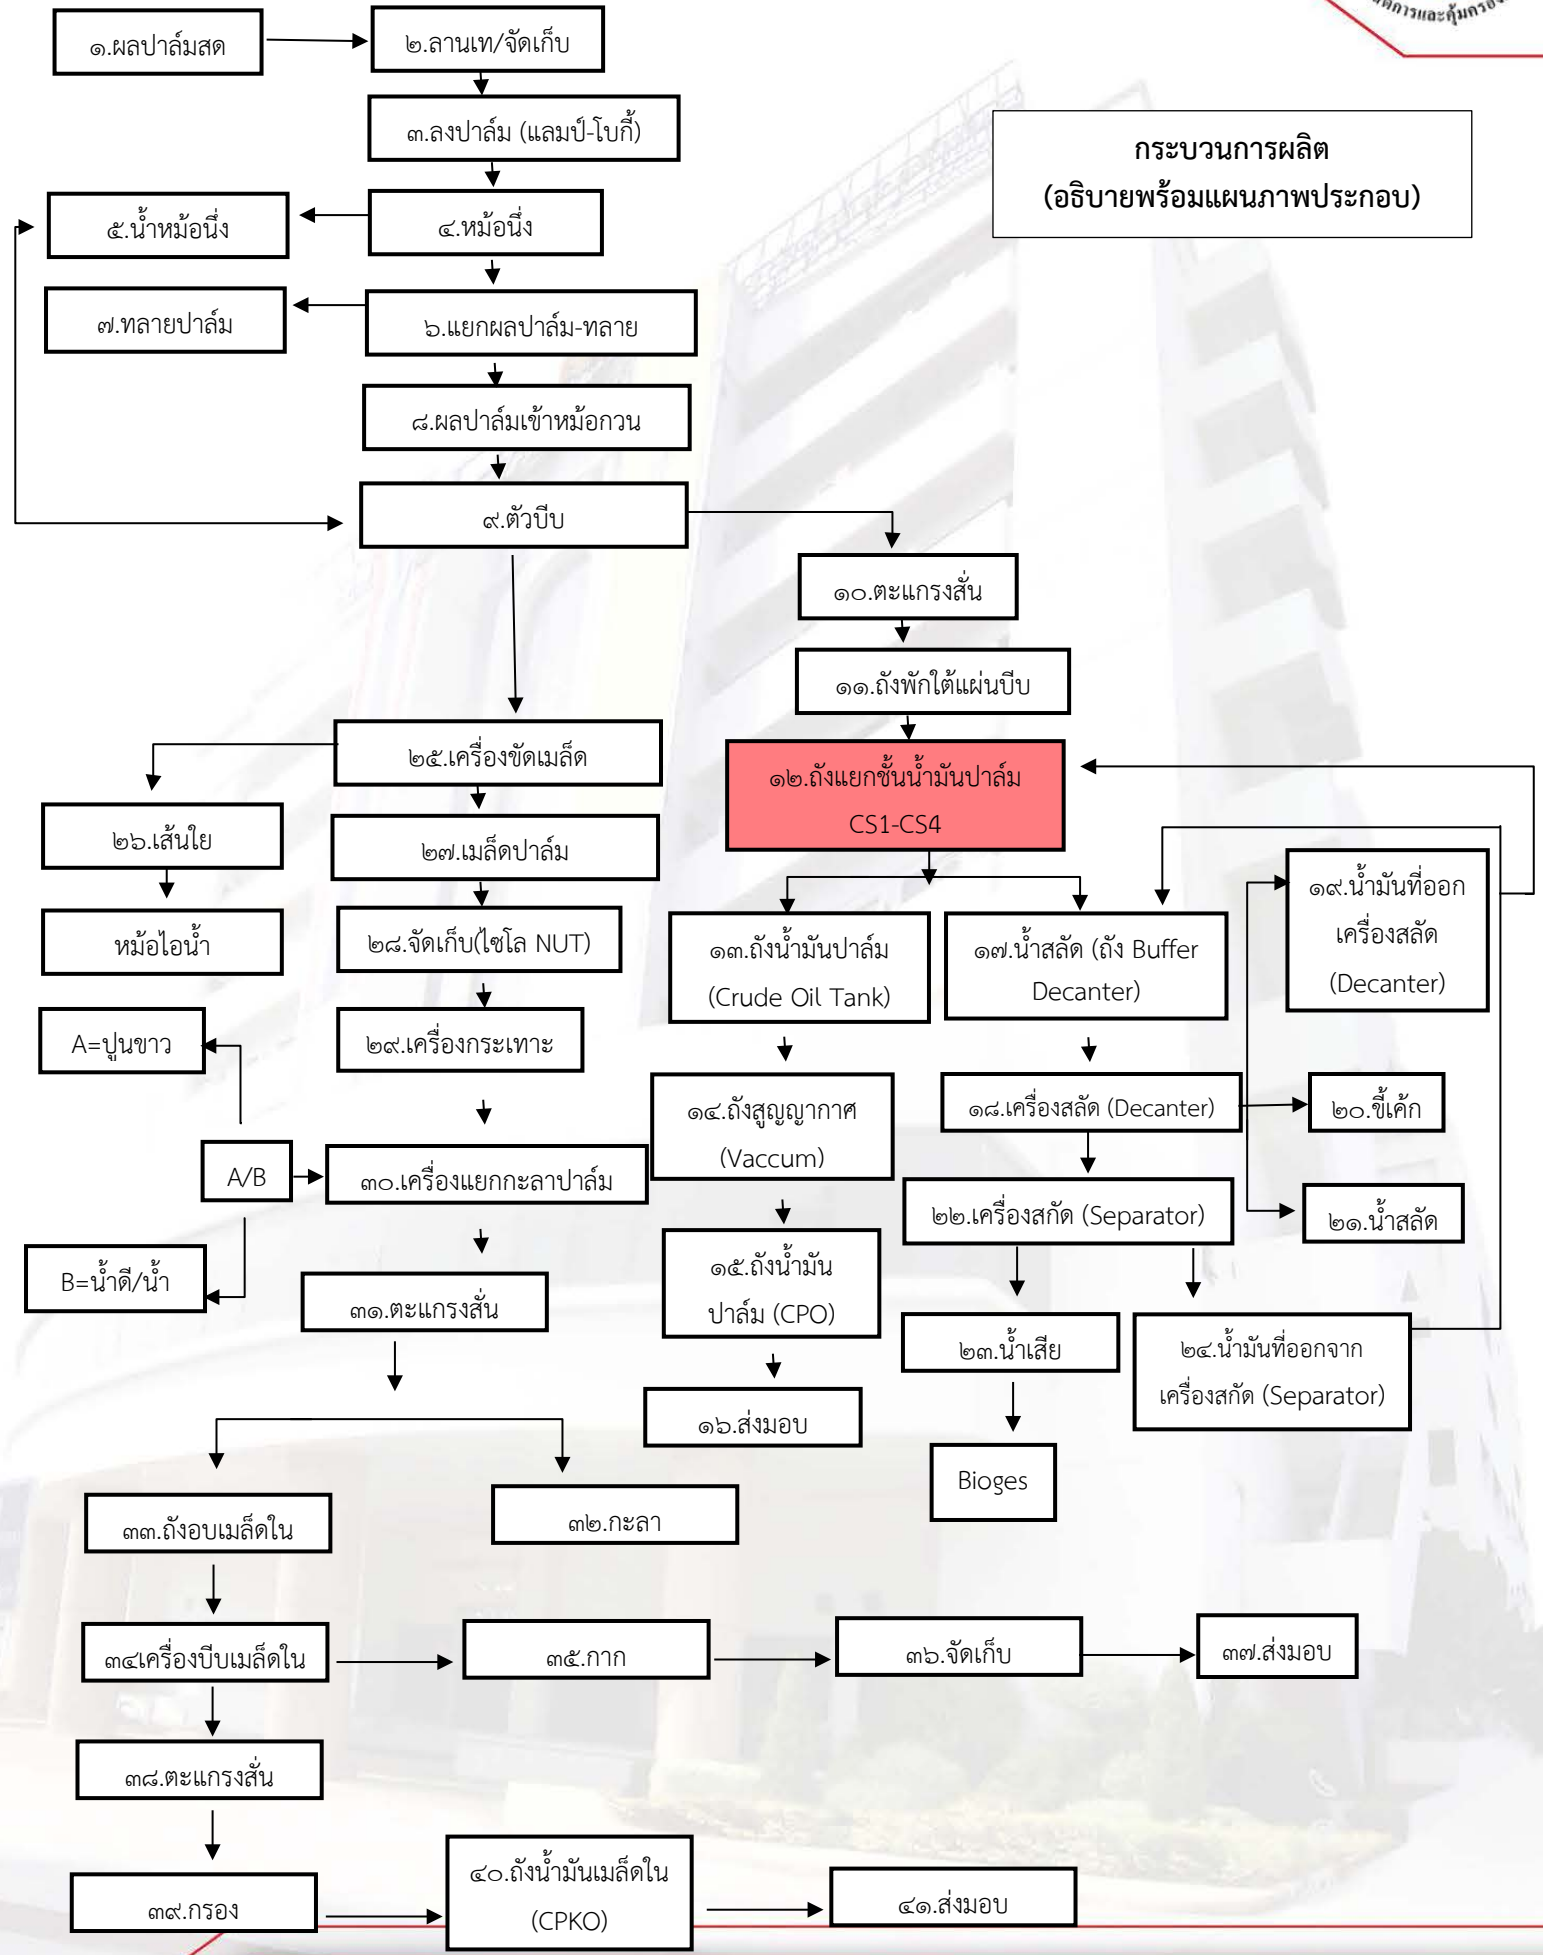 ดการและคุ้มครอง
๑.ผลปาล์มสด
๒.ลานเท/จัดเก็บ
๓.ลงปาล์ม (แลมป์-โบกี้)
กระบวนการผลิต
(อธิบายพร้อมแผนภาพประกอบ)
๕.น้ำหม้อนึ่ง
๔.หม้อนึ่ง
๗.ทลายปาล์ม
๖.แยกผลปาล์ม-ทลาย
๘.ผลปาล์มเข้าหม้อกวน
๙.ตัวบีบ
๑๐.ตะแกรงสั่น
๑๑.ถังพักใต้แผ่นบีบ
๒๕.เครื่องขัดเมล็ด
๑๒.ถังแยกชั้นน้ำมันปาล์ม
CS1-CS4
๒๖.เส้นใย
๒๗.เมล็ดปาล์ม
๑๙.น้ำมันที่ออก
เครื่องสลัด
(Decanter)
หม้อไอน้ำ
๒๘.จัดเก็บ(ไซโล NUT)
๑๓.ถังน้ำมันปาล์ม
(Crude Oil Tank)
๑๗.น้ำสลัด (ถัง Buffer
Decanter)
A=ปูนขาว
๒๙.เครื่องกระเทาะ
๑๔.ถังสูญญากาศ
(Vaccum)
๑๘.เครื่องสลัด (Decanter)
๒๐.ขี้เค้ก
A/B
๓๐.เครื่องแยกกะลาปาล์ม
๒๒.เครื่องสกัด (Separator)
๒๑.น้ำสลัด
B=น้ำดี/น้ำ
๓๑.ตะแกรงสั่น
๑๕.ถังน้ำมัน
ปาล์ม (CPO)
๒๓.น้ำเสีย
๒๔.น้ำมันที่ออกจาก
เครื่องสกัด (Separator)
๑๖.ส่งมอบ
Bioges
๓๓.ถังอบเมล็ดใน
๓๒.กะลา
๓๔เครื่องบีบเมล็ดใน
๓๕.กาก
๓๖.จัดเก็บ
๓๗.ส่งมอบ
๓๘.ตะแกรงสั่น
๓๙.กรอง
๔๐.ถังน้ำมันเมล็ดใน
(CPKO)
๔๑.ส่งมอบ